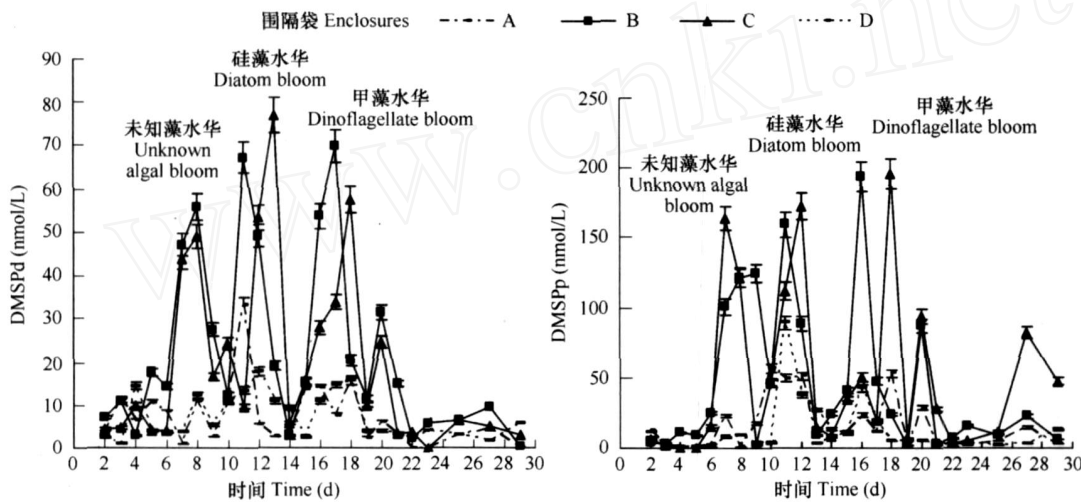 围隔袋 Enclosures A B C D
90
80
70
60
50
40
30
20
10
0
DMSPd (nmol/L)
未知藻水华
Unknown
algal bloom
硅藻水华
Diatom bloom
甲藻水华
Dinoflagellate bloom
0 2 4 6 8 10 12 14 16 18 20 22 24 26 28 30
时间 Time (d)
250
200
150
100
50
0
DMSPp (nmol/L)
未知藻水华
Unknown algal
bloom
硅藻水华
Diatom bloom
甲藻水华
Dinoflagellate bloom
0 2 4 6 8 10 12 14 16 18 20 22 24 26 28 30
时间 Time (d)
www.cnki.net